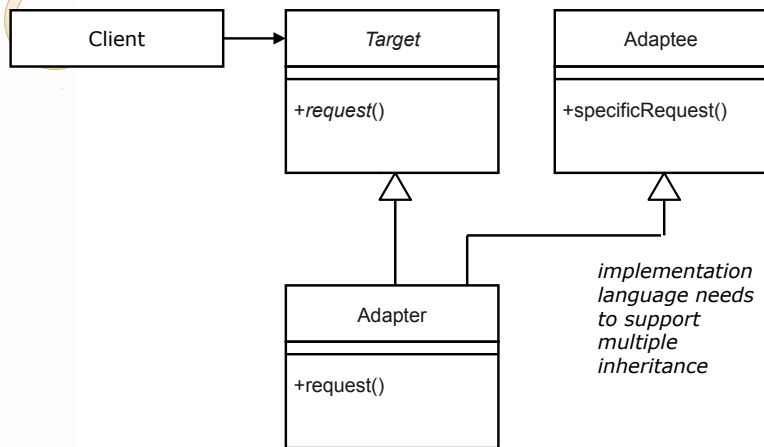 Client
Target
Adaptee
+request()
+specificRequest()
implementation
language needs
to support
multiple
inheritance
Adapter
+request()